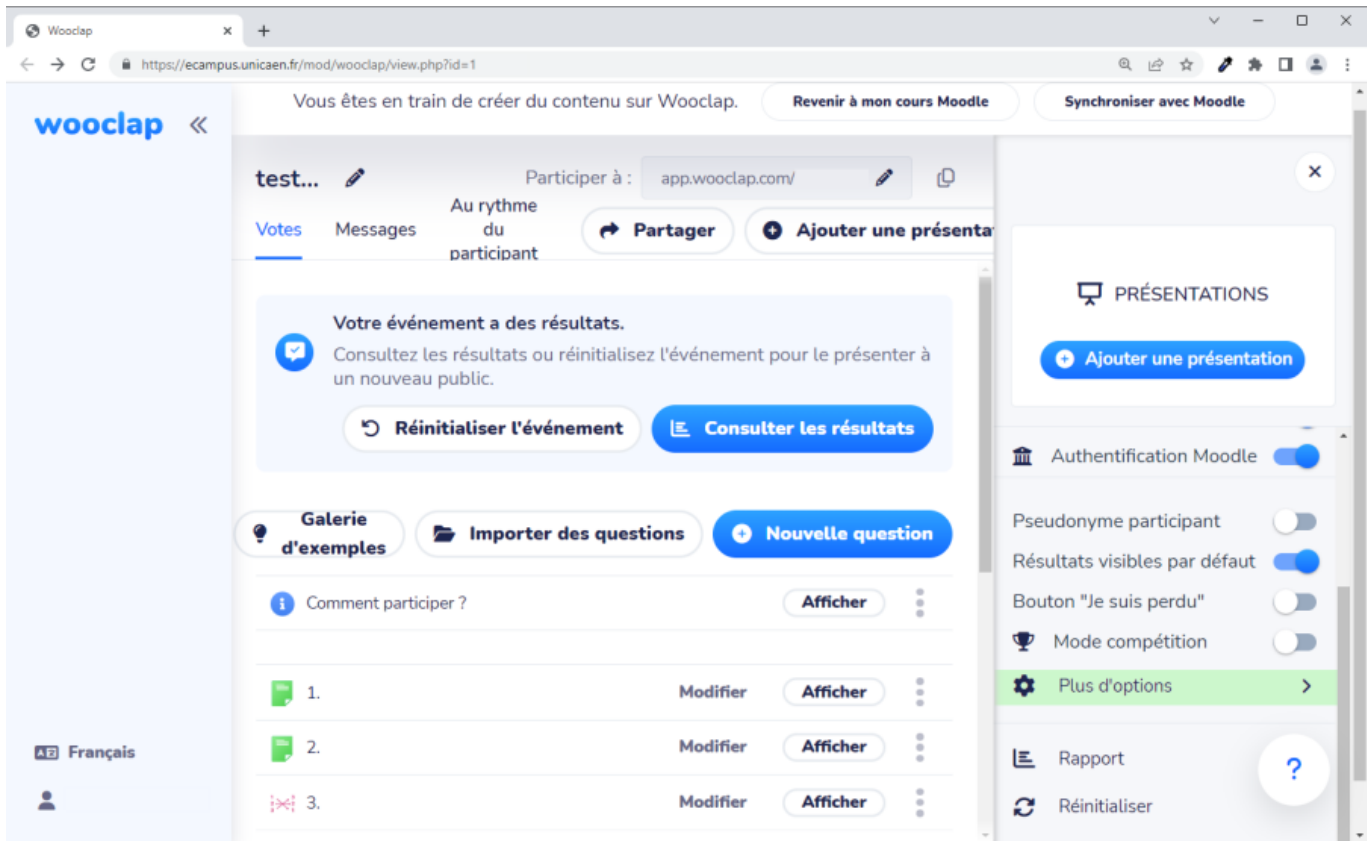 Wooclap
https://ecampus.unicaen.fr/mod/wooclap/view.php?id=1
wooclap
Vous êtes en train de créer du contenu sur Wooclap.
Revenir à mon cours Moodle
Synchroniser avec Moodle
test...
Participer à :
app.wooclap.com/
Votes
Messages
Au rythme
du
participant
Partager
Ajouter une présenta
Votre événement a des résultats.
Consultez les résultats ou réinitialisez l'événement pour le présenter à
un nouveau public.
Réinitialiser l'événement
Consulter les résultats
Galerie
d'exemples
Importer des questions
Nouvelle question
Comment participer ?
Afficher
1.
Modifier
Afficher
2.
Modifier
Afficher
3.
Modifier
Afficher
PRÉSENTATIONS
Ajouter une présentation
Authentification Moodle
Pseudonyme participant
Résultats visibles par défaut
Bouton "Je suis perdu"
Mode compétition
Plus d'options
Rapport
Réinitialiser
?
Français